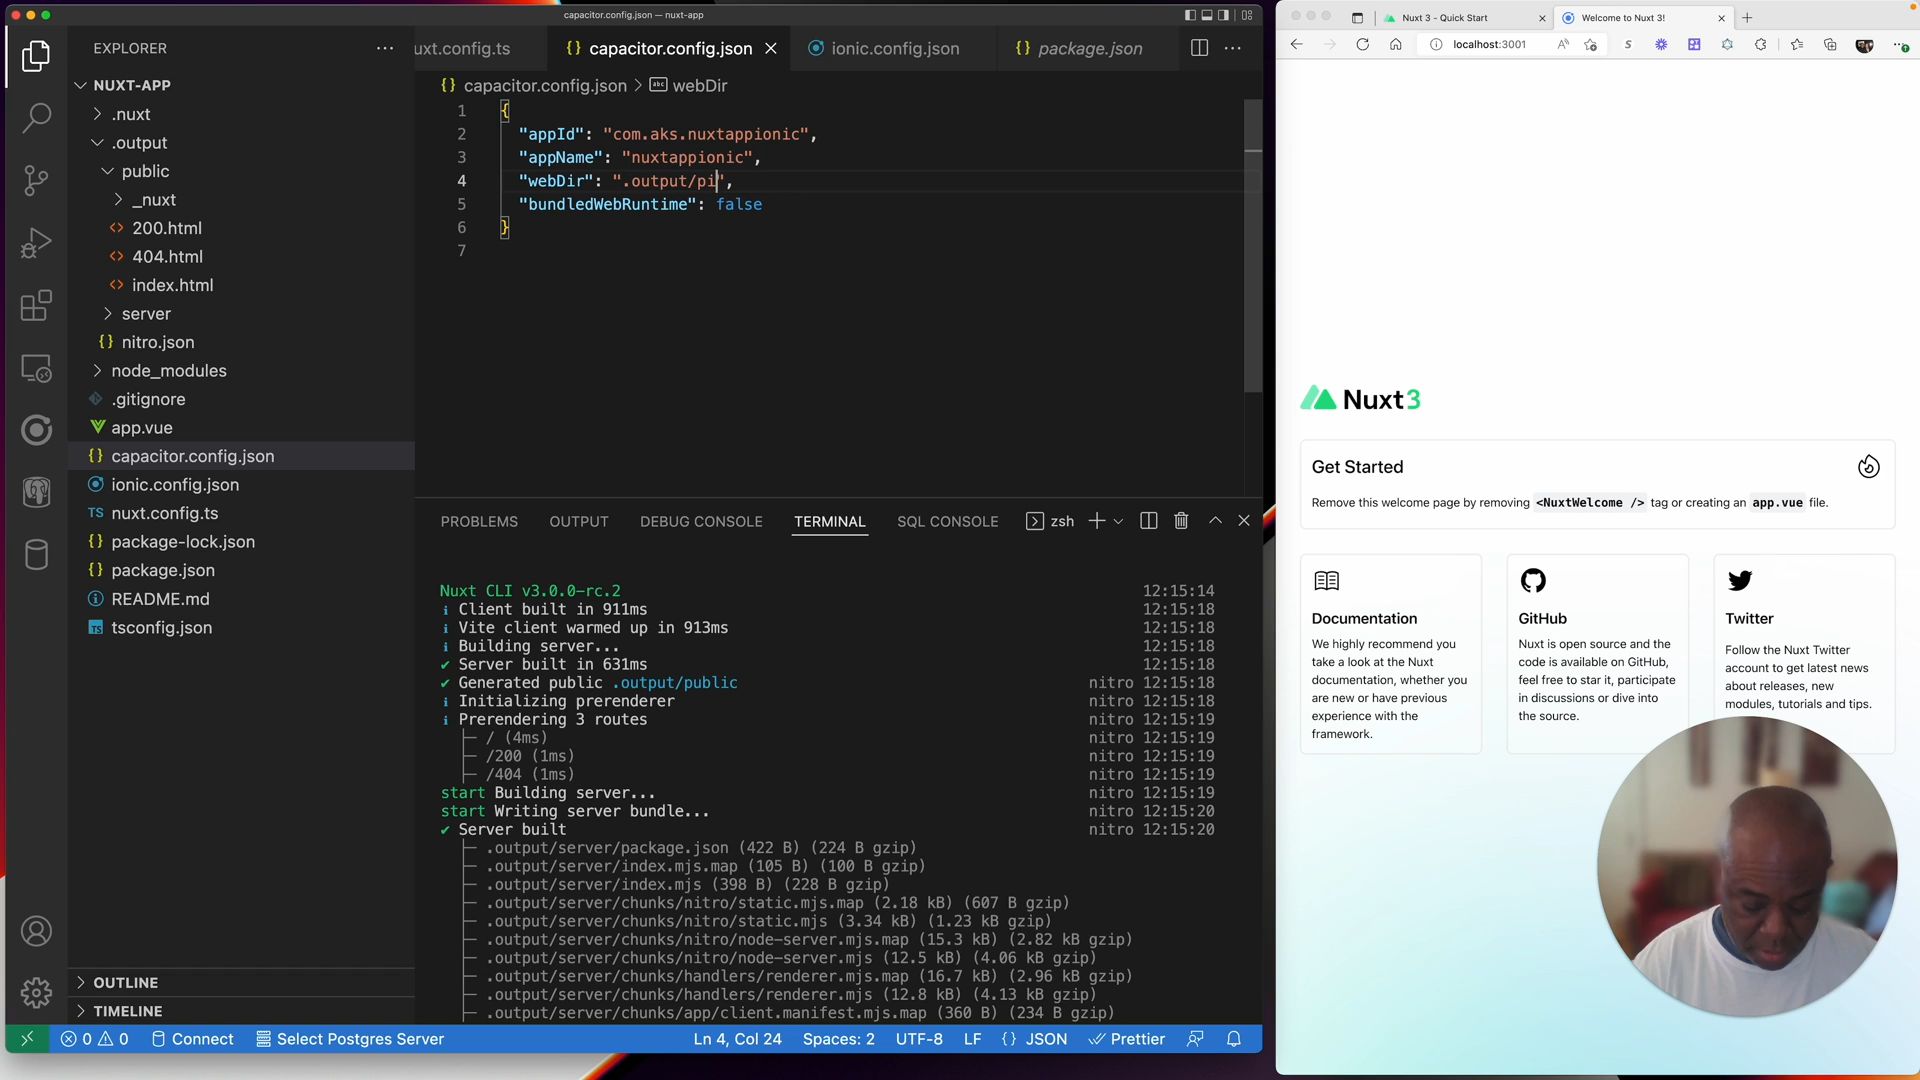 capacitor.config.json — nuxt-app
EXPLORER
NUXT-APP
.nuxt
.output
public
_nuxt
200.html
404.html
index.html
server
nitro.json
node_modules
.gitignore
app.vue
capacitor.config.json
ionic.config.json
TS nuxt.config.ts
package-lock.json
package.json
README.md
tsconfig.json
OUTLINE
TIMELINE
uxt.config.ts
capacitor.config.json
ionic.config.json
package.json
capacitor.config.json > webDir
1 {
2 "appId": "com.aks.nuxtappionic",
3 "appName": "nuxtappionic",
4 "webDir": ".output/pi",
5 "bundledWebRuntime": false
6 }
7
PROBLEMS OUTPUT DEBUG CONSOLE TERMINAL SQL CONSOLE zsh
Nuxt CLI v3.0.0-rc.2 12:15:14
i Client built in 911ms 12:15:18
i Vite client warmed up in 913ms 12:15:18
i Building server... 12:15:18
✔ Server built in 631ms 12:15:18
✔ Generated public .output/public nitro 12:15:18
i Initializing prerenderer nitro 12:15:18
i Prerendering 3 routes nitro 12:15:19
├─ / (4ms) nitro 12:15:19
├─ /200 (1ms) nitro 12:15:19
├─ /404 (1ms) nitro 12:15:19
start Building server... nitro 12:15:19
start Writing server bundle... nitro 12:15:20
✔ Server built nitro 12:15:20
├─ .output/server/package.json (422 B) (224 B gzip)
├─ .output/server/index.mjs.map (105 B) (100 B gzip)
├─ .output/server/index.mjs (398 B) (228 B gzip)
├─ .output/server/chunks/nitro/static.mjs.map (2.18 kB) (607 B gzip)
├─ .output/server/chunks/nitro/static.mjs (3.34 kB) (1.23 kB gzip)
├─ .output/server/chunks/nitro/node-server.mjs.map (15.3 kB) (2.82 kB gzip)
├─ .output/server/chunks/nitro/node-server.mjs (12.5 kB) (4.06 kB gzip)
├─ .output/server/chunks/handlers/renderer.mjs.map (16.7 kB) (2.96 kB gzip)
├─ .output/server/chunks/handlers/renderer.mjs (12.8 kB) (4.13 kB gzip)
├─ .output/server/chunks/app/client.manifest.mjs.map (360 B) (234 B gzip)
0 0 Connect Select Postgres Server Ln 4, Col 24 Spaces: 2 UTF-8 LF {} JSON Prettier
Nuxt 3 - Quick Start
Welcome to Nuxt 3!
localhost:3001
Nuxt3
Get Started
Remove this welcome page by removing <NuxtWelcome /> tag or creating an app.vue file.
Documentation
We highly recommend you
take a look at the Nuxt
documentation, whether you
are new or have previous
experience with the
framework.
GitHub
Nuxt is open source and the
code is available on GitHub,
feel free to star it, participate
in discussions or dive into
the source.
Twitter
Follow the Nuxt Twitter
account to get latest news
about releases, new
modules, tutorials and tips.